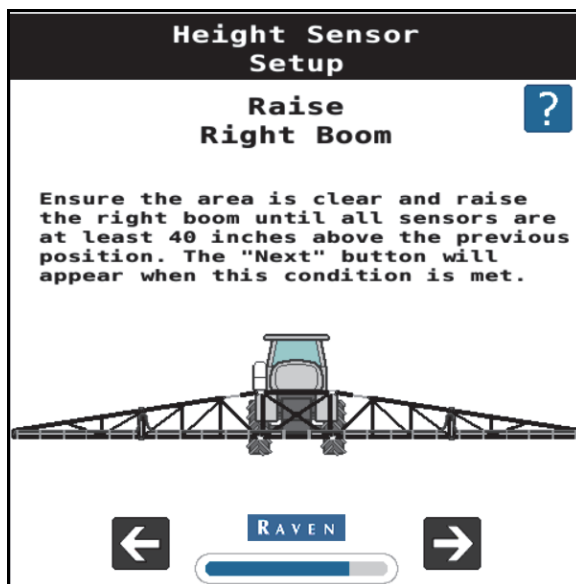 Height Sensor
Setup
Raise
Right Boom
?
Ensure the area is clear and raise
the right boom until all sensors are
at least 40 inches above the previous
position. The "Next" button will
appear when this condition is met.
RAVEN